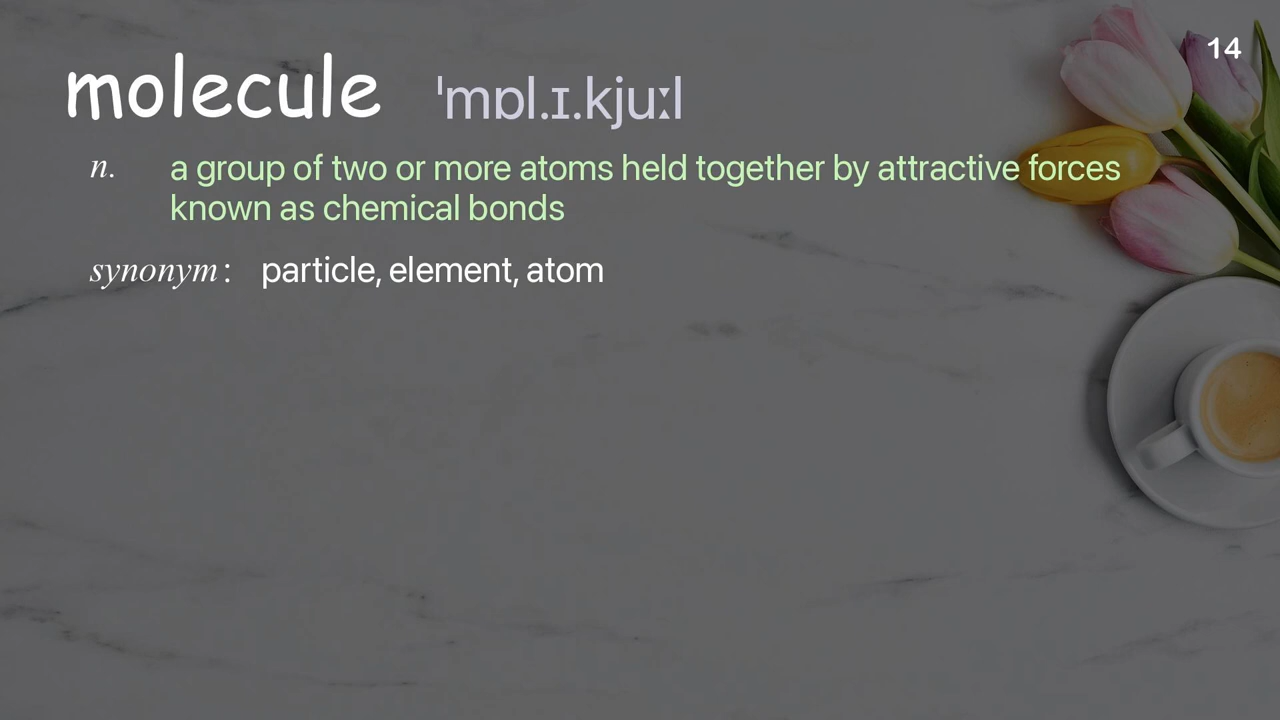 14
molecule ˈmɒl.ɪ.kjuːl
n. a group of two or more atoms held together by attractive forces
known as chemical bonds
synonym: particle, element, atom